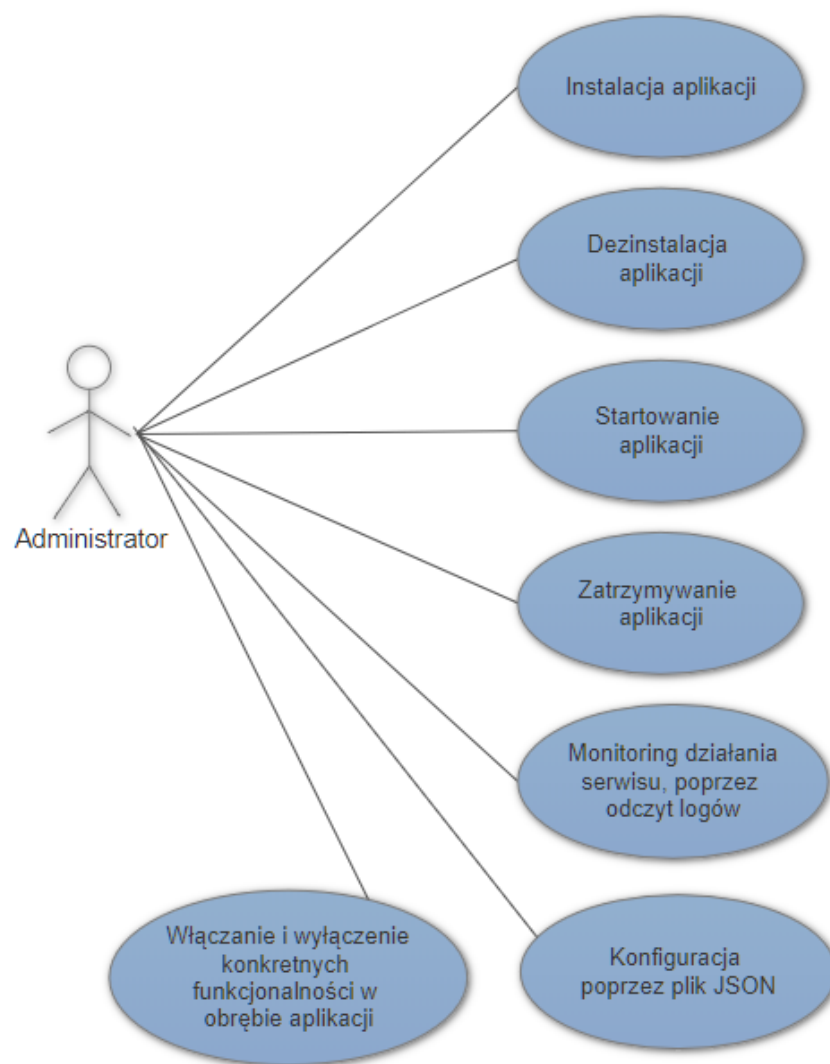 Instalacja aplikacji
Dezinstalacja
aplikacji
Startowanie
aplikacji
Administrator
Zatrzymywanie
aplikacji
Monitoring działania
serwisu, poprzez
odczyt logów
Włączanie i wyłączenie
konkretnych
funkcjonalności w
obrębie aplikacji
Konfiguracja
poprzez plik JSON